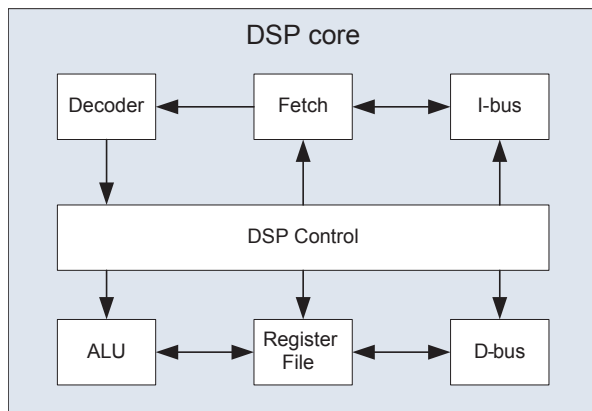 DSP core
Decoder
Fetch
I-bus
DSP Control
ALU
Register
File
D-bus